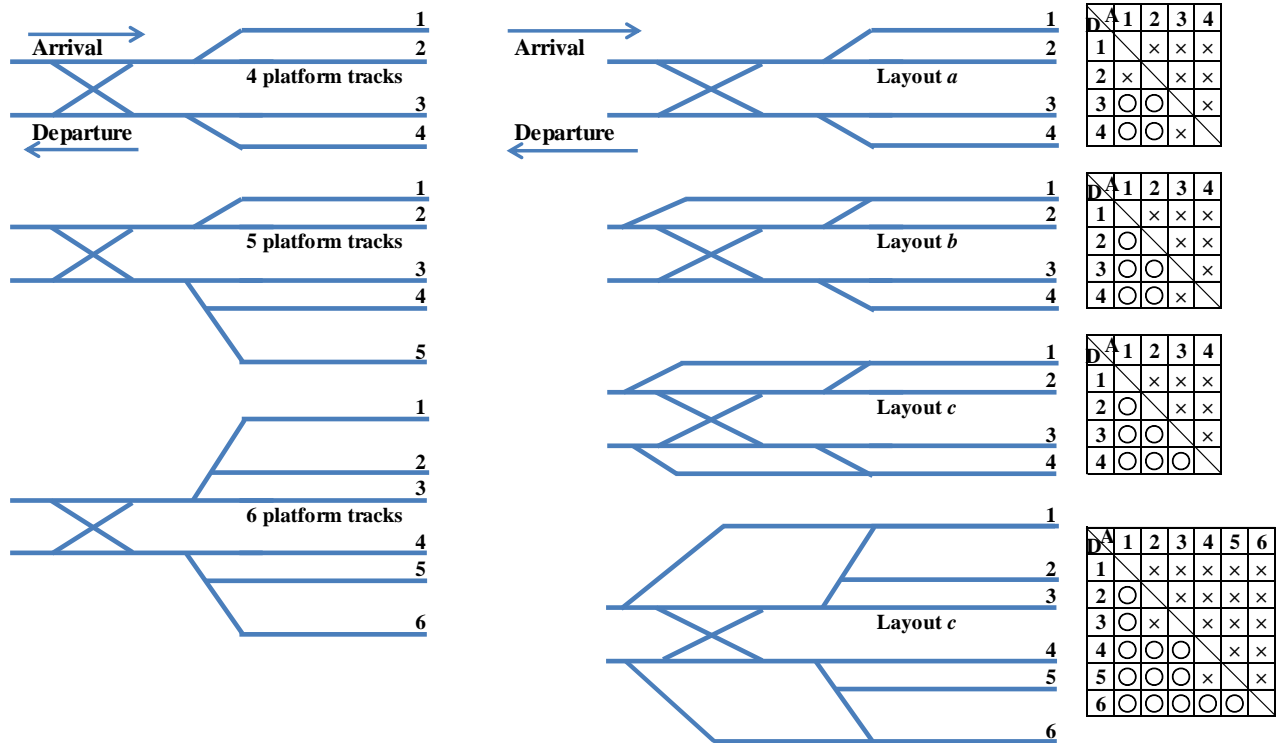 1
Arrival
2
4 platform tracks
3
Departure
4
1
2
5 platform tracks
3
4
5
1
2
3
6 platform tracks
4
5
6
1
Arrival
2
Layout a
3
Departure
4
D A 1 2 3 4
1 × × ×
2 × × ×
3 ○ ○ ×
4 ○ ○ ×
1
2
Layout b
3
4
D A 1 2 3 4
1 × × ×
2 ○ × ×
3 ○ ○ ×
4 ○ ○ ×
1
2
Layout c
3
4
D A 1 2 3 4
1 × × ×
2 ○ × ×
3 ○ ○ ×
4 ○ ○ ○
1
2
3
Layout c
4
5
6
D A 1 2 3 4 5 6
1 × × × × ×
2 ○ × × × ×
3 ○ × × × ×
4 ○ ○ ○ × ×
5 ○ ○ ○ × ×
6 ○ ○ ○ ○ ○